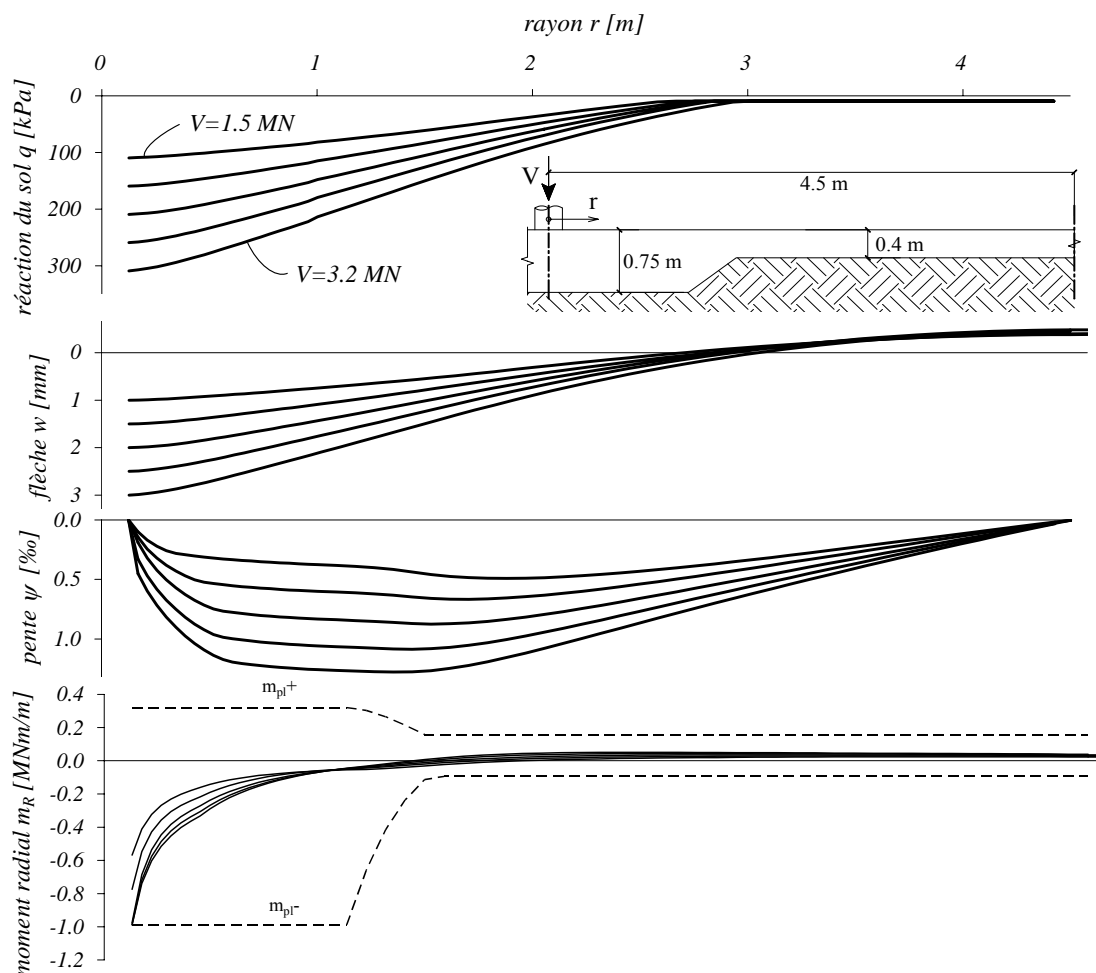 rayon r [m]
0 1 2 3 4
réaction du sol q [kPa]
0
100
200
300
V=1.5 MN
V=3.2 MN
V
r
4.5 m
0.75 m
0.4 m
flèche w [mm]
0
1
2
3
pente ψ [‰]
0.0
0.5
1.0
moment radial m_R [MNm/m]
0.4
0.2
0.0
-0.2
-0.4
-0.6
-0.8
-1.0
-1.2
m_pl+
m_pl-